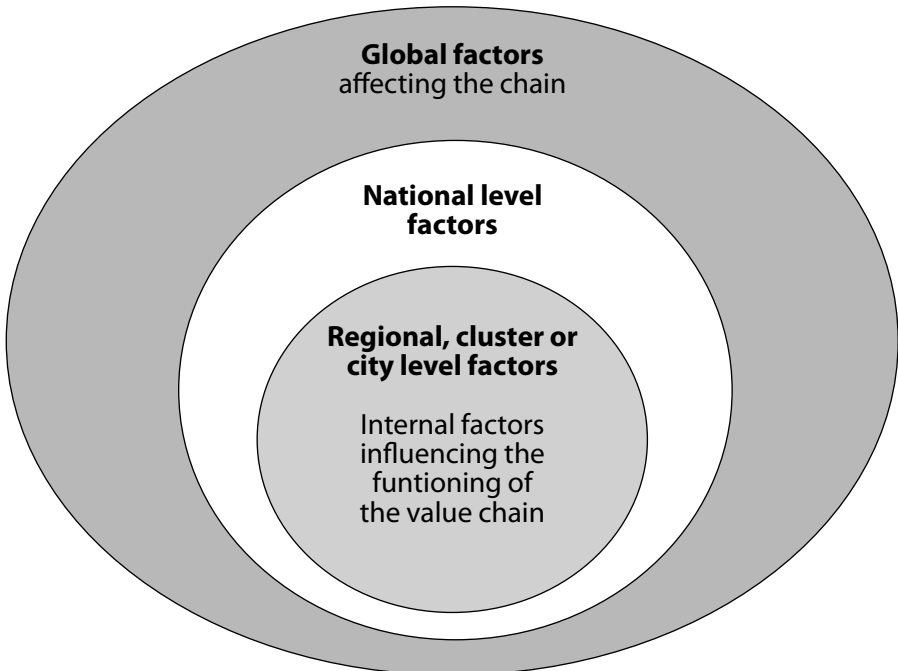 Global factors
affecting the chain
National level
factors
Regional, cluster or
city level factors
Internal factors
influencing the
funtioning of
the value chain